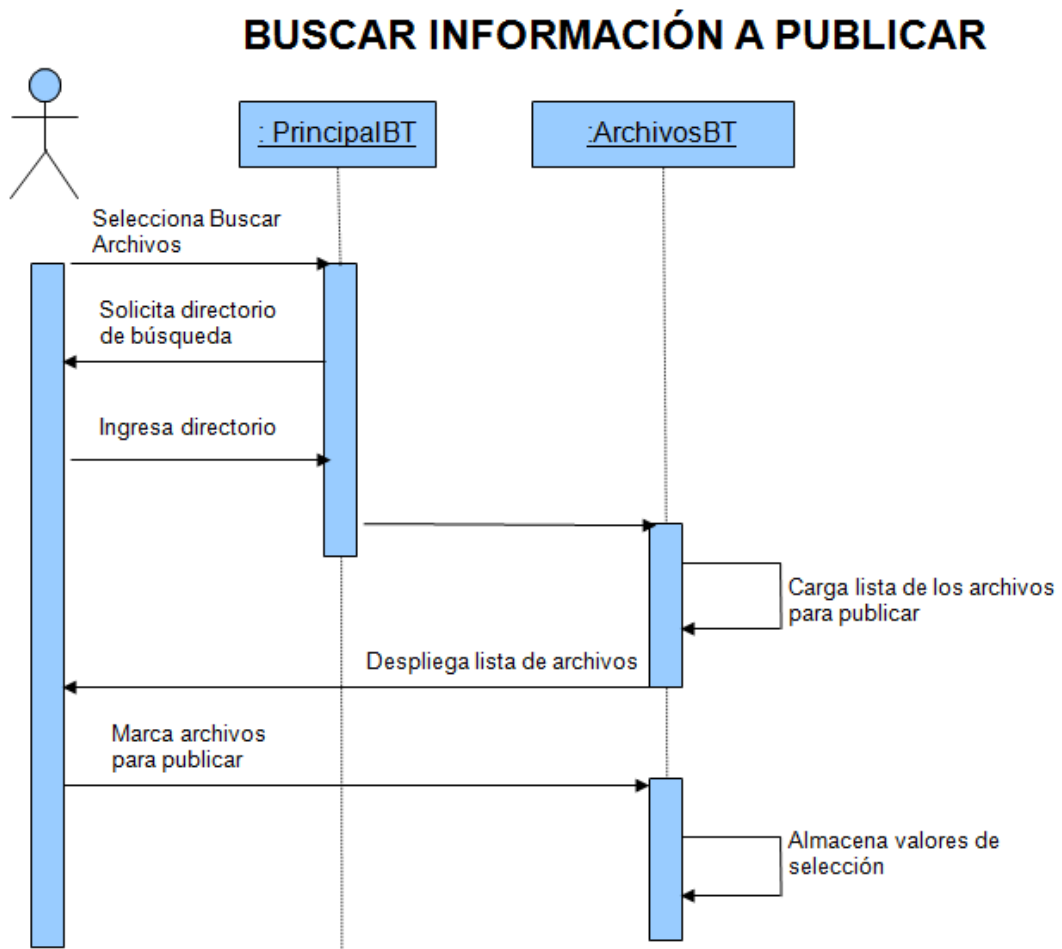 BUSCAR INFORMACIÓN A PUBLICAR
: PrincipalBT
:ArchivosBT
Selecciona Buscar
Archivos
Solicita directorio
de búsqueda
Ingresa directorio
Carga lista de los archivos
para publicar
Despliega lista de archivos
Marca archivos
para publicar
Almacena valores de
selección